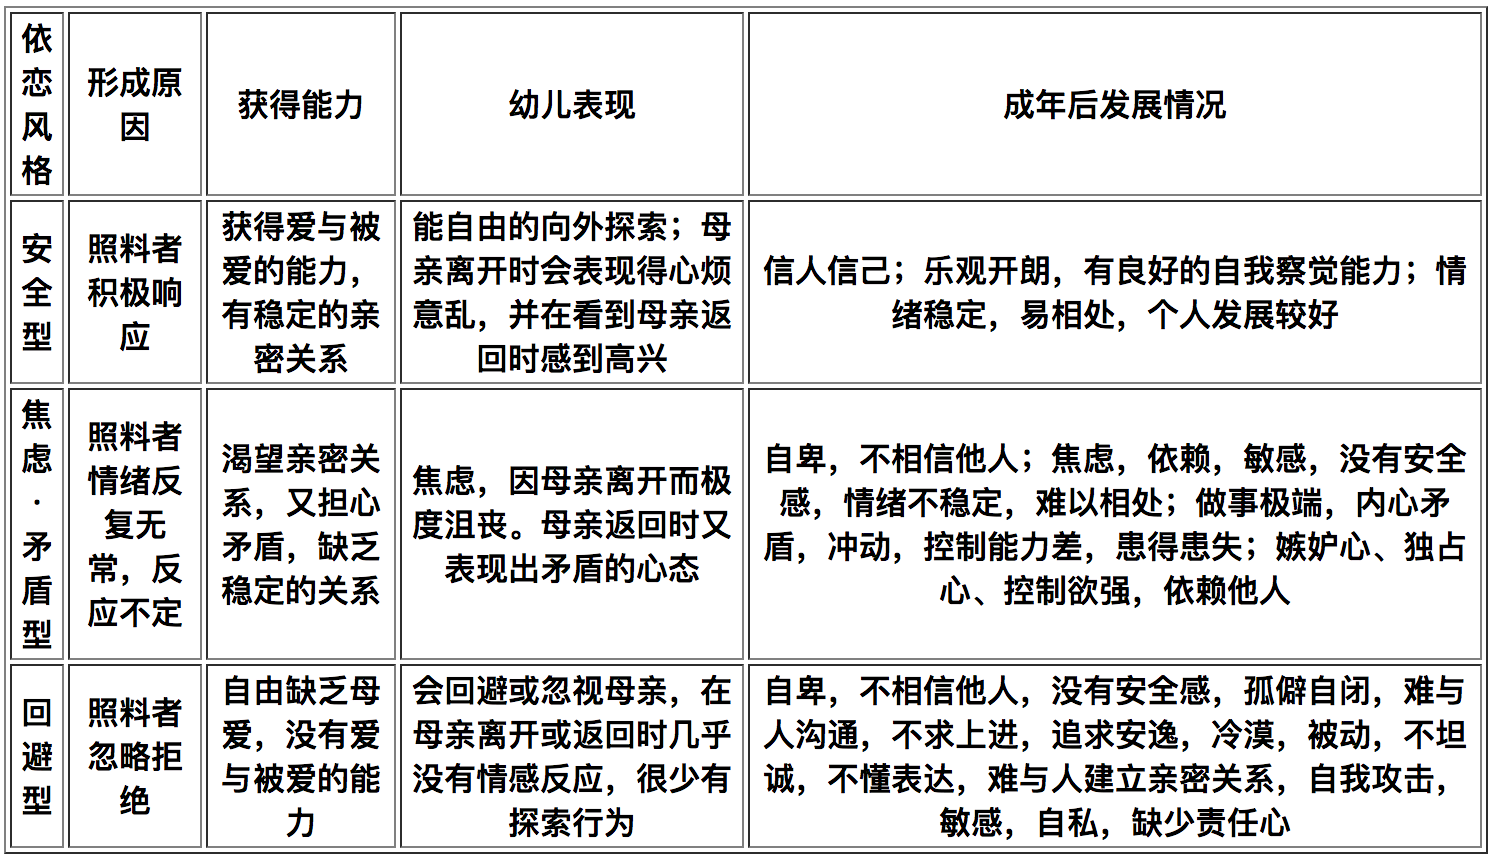 依
恋
风
格
形成原
因
获得能力
幼儿表现
成年后发展情况
安
全
型
照料者
积极响
应
获得爱与被
爱的能力，
有稳定的亲
密关系
能自由的向外探索；母
亲离开时会表现得心烦
意乱，并在看到母亲返
回时感到高兴
信人信己；乐观开朗，有良好的自我察觉能力；情
绪稳定，易相处，个人发展较好
焦
虑
·
矛
盾
型
照料者
情绪反
复无
常，反
应不定
渴望亲密关
系，又担心
矛盾，缺乏
稳定的关系
焦虑，因母亲离开而极
度沮丧。母亲返回时又
表现出矛盾的心态
自卑，不相信他人；焦虑，依赖，敏感，没有安全
感，情绪不稳定，难以相处；做事极端，内心矛
盾，冲动，控制能力差，患得患失；嫉妒心、独占
心、控制欲强，依赖他人
回
避
型
照料者
忽略拒
绝
自由缺乏母
爱，没有爱
与被爱的能
力
会回避或忽视母亲，在
母亲离开或返回时几乎
没有情感反应，很少有
探索行为
自卑，不相信他人，没有安全感，孤僻自闭，难与
人沟通，不求上进，追求安逸，冷漠，被动，不坦
诚，不懂表达，难与人建立亲密关系，自我攻击，
敏感，自私，缺少责任心